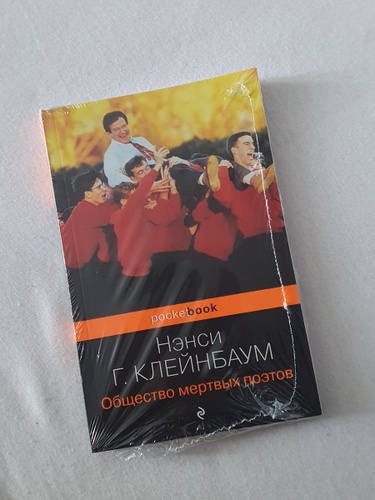 pocketbook
Нэнси
Г. Клейнбаум
Общество мертвых поэтов